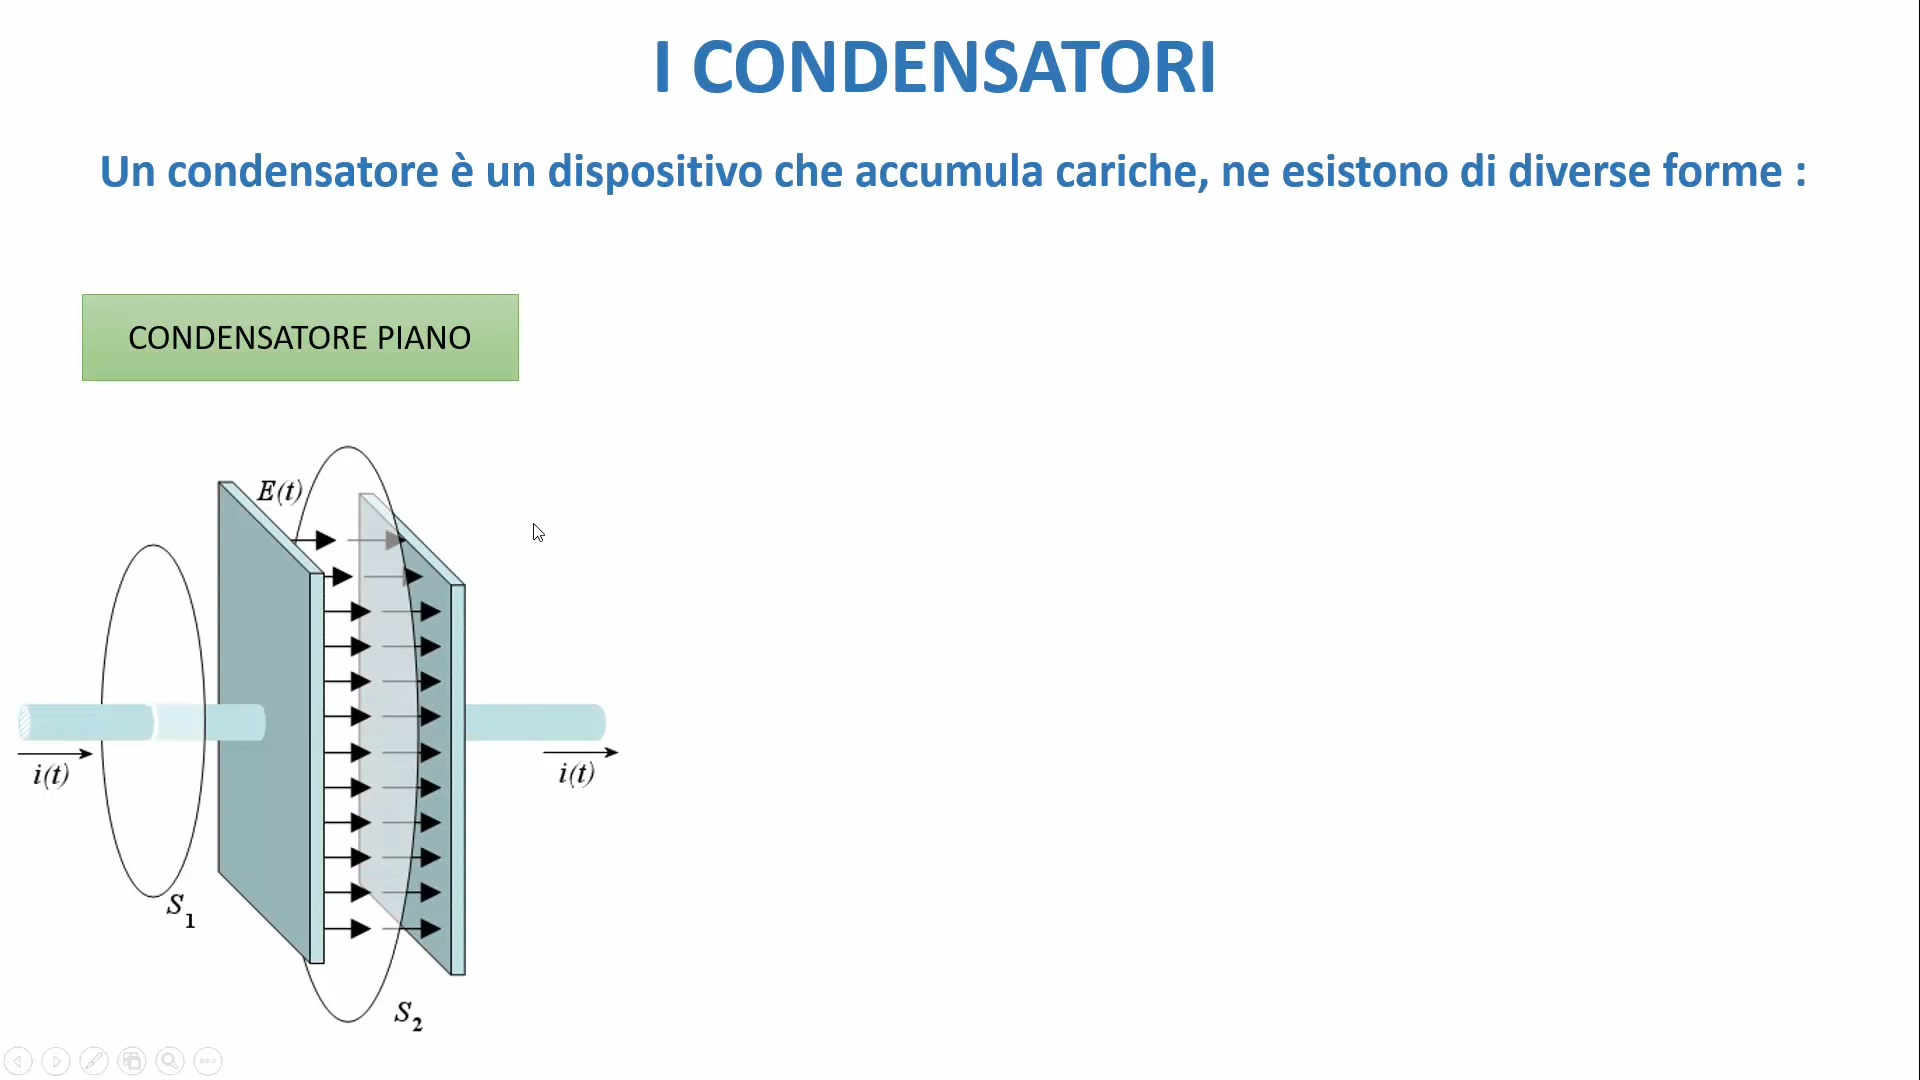 I CONDENSATORI
Un condensatore è un dispositivo che accumula cariche, ne esistono di diverse forme :
CONDENSATORE PIANO
E(t)
i(t)
i(t)
S1
S2